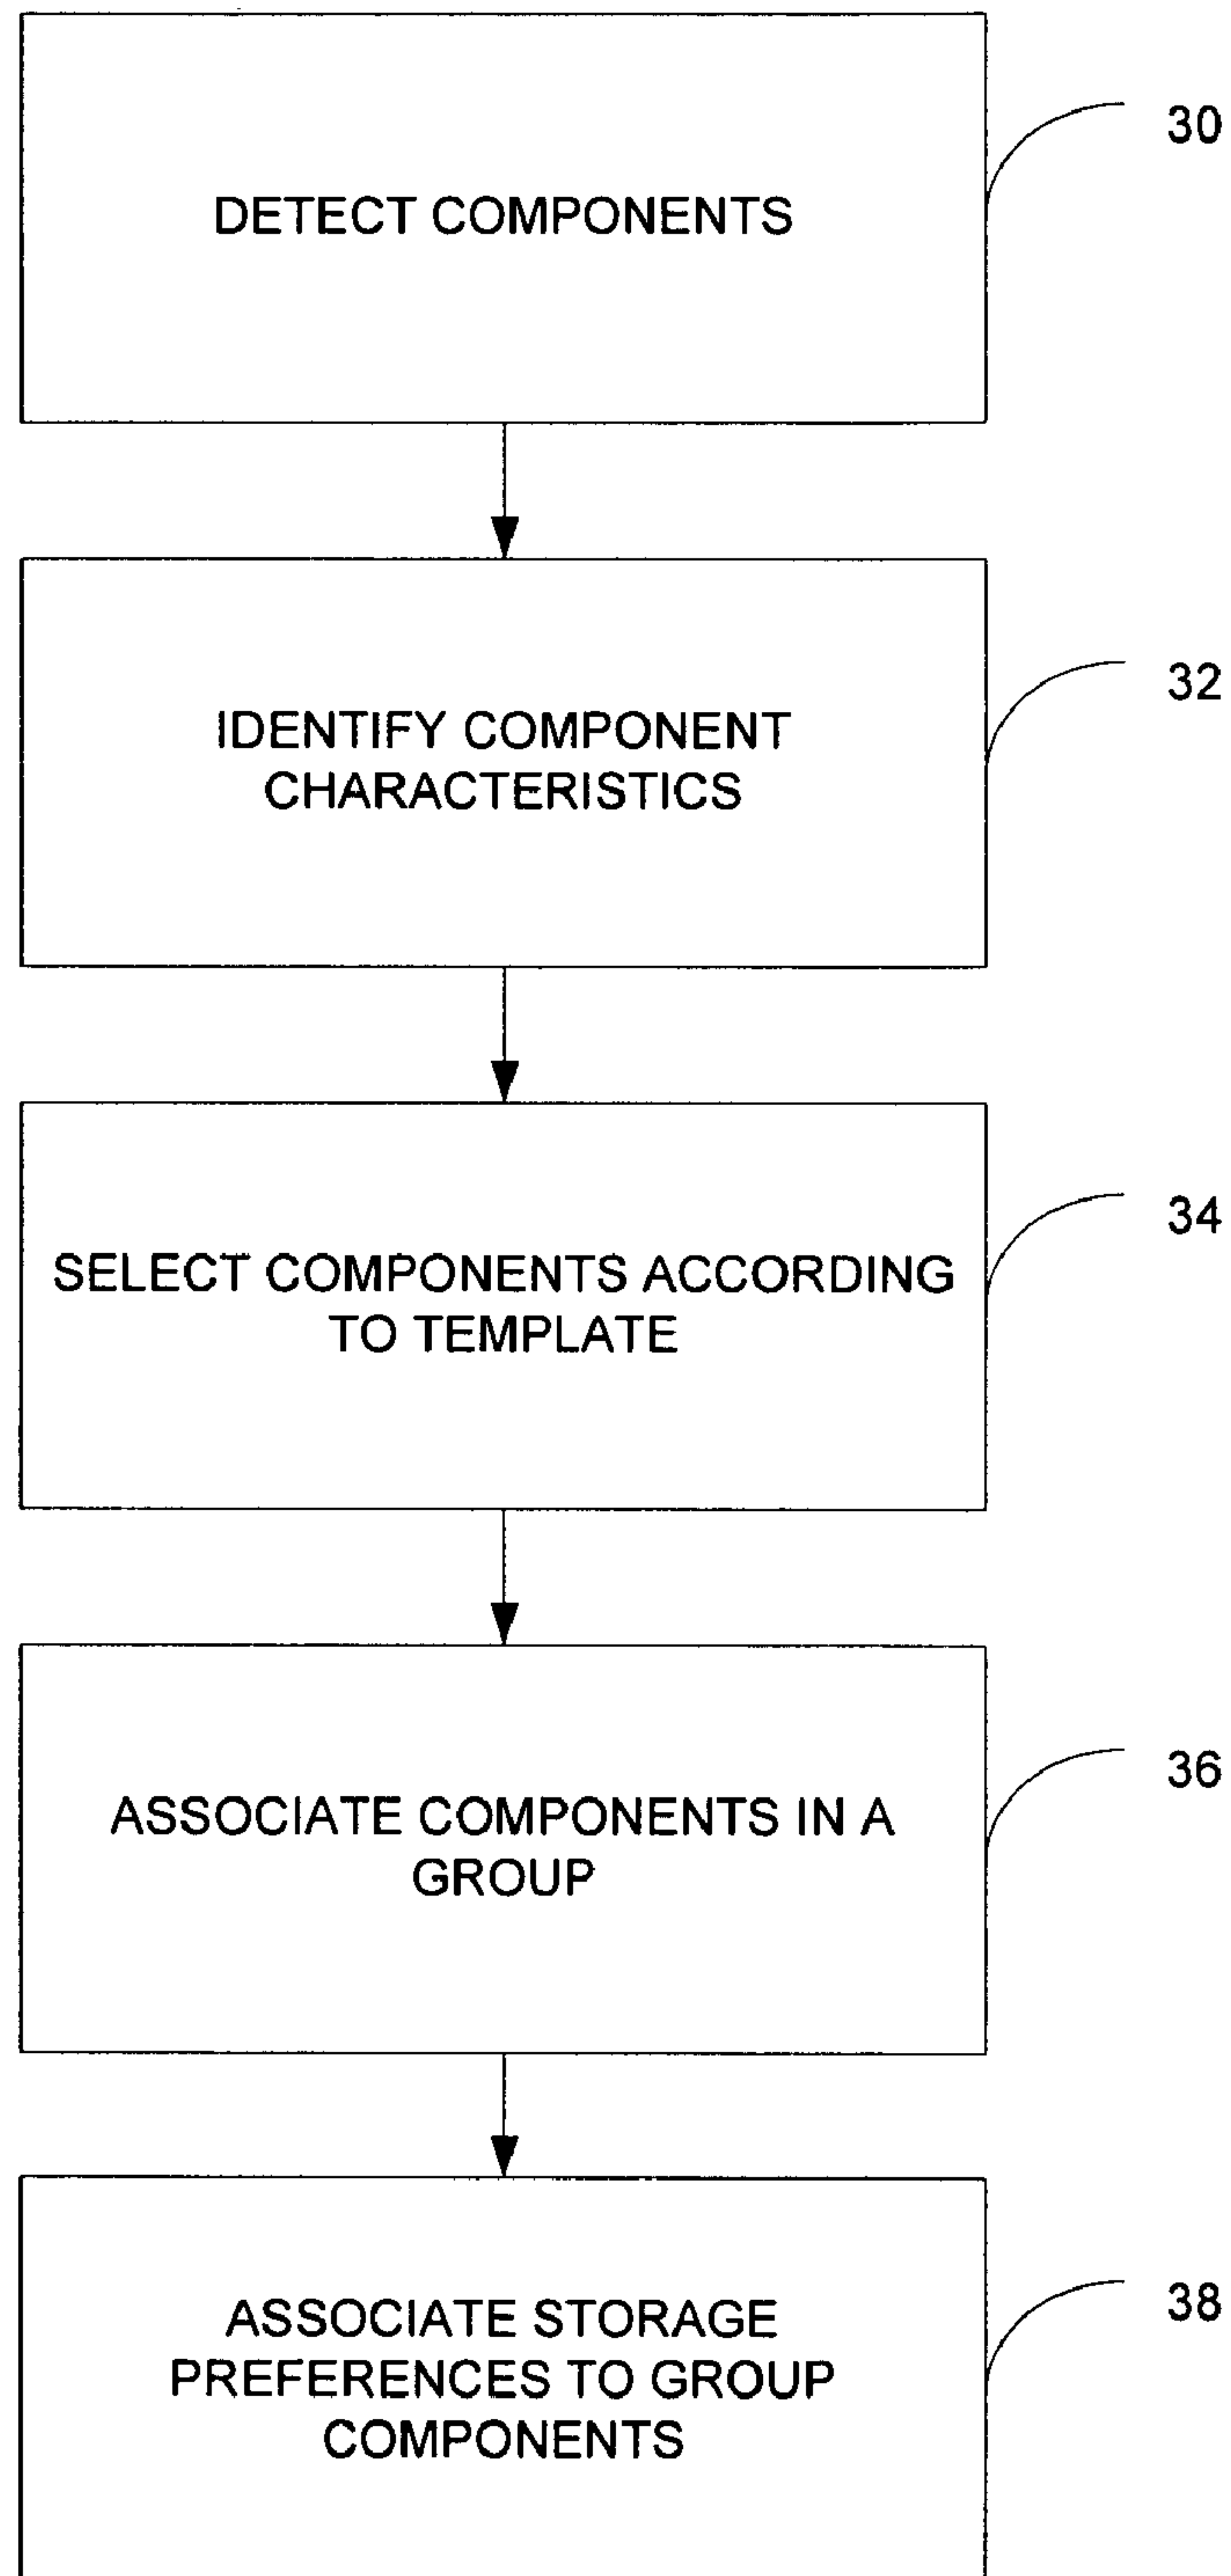 DETECT COMPONENTS
30
IDENTIFY COMPONENT
CHARACTERISTICS
32
SELECT COMPONENTS ACCORDING
TO TEMPLATE
34
ASSOCIATE COMPONENTS IN A
GROUP
36
ASSOCIATE STORAGE
PREFERENCES TO GROUP
COMPONENTS
38